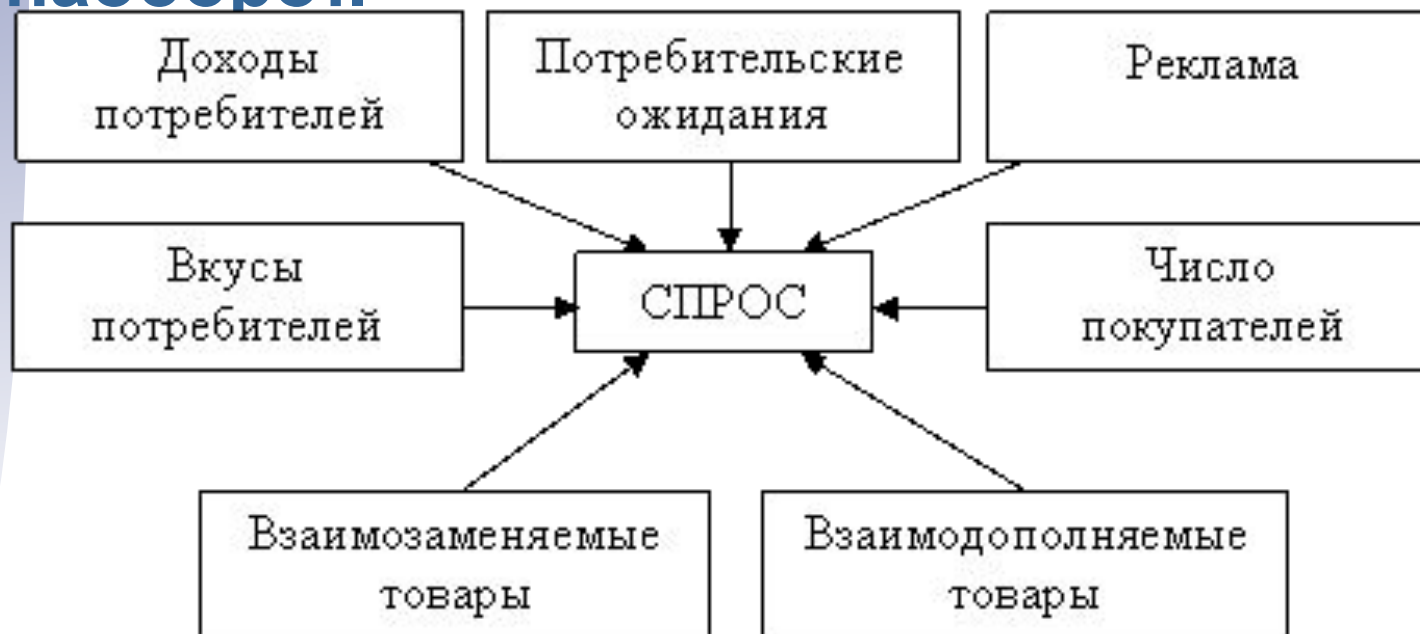 Доходы
потребителей
Потребительские
ожидания
Реклама
Вкусы
потребителей
СПРОС
Число
покупателей
Взаимозаменяемые
товары
Взаимодополняемые
товары